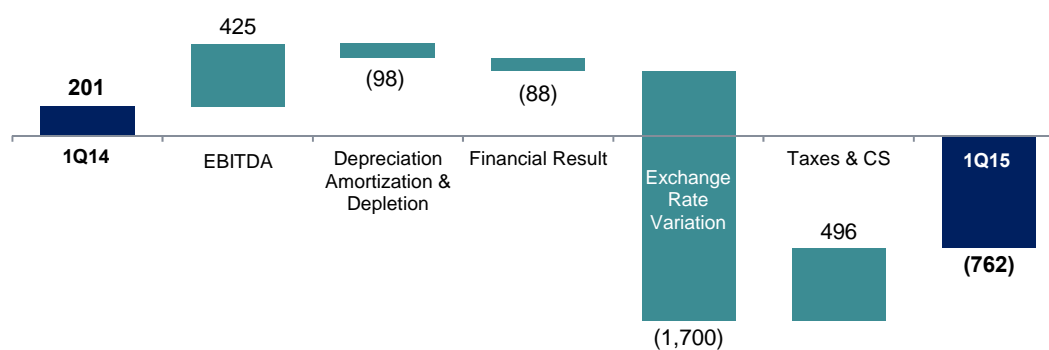 425
201
(98)
(88)
1Q14
EBITDA
Depreciation
Amortization &
Depletion
Financial Result
Exchange
Rate
Variation
Taxes & CS
1Q15
496
(762)
(1,700)